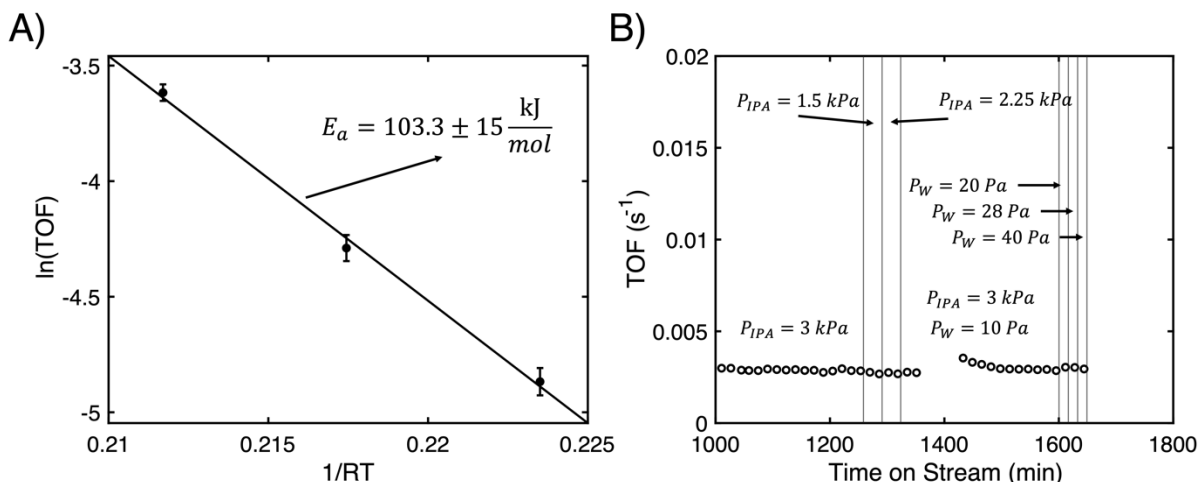 A)
-3.5
-4
-4.5
-5
ln(TOF)
E_a = 103.3 ± 15 kJ/mol
0.21
0.215
0.22
0.225
1/RT
B)
0.02
0.015
0.01
0.005
0
TOF (s⁻¹)
P_IPA = 1.5 kPa
P_IPA = 2.25 kPa
P_W = 20 Pa
P_W = 28 Pa
P_W = 40 Pa
P_IPA = 3 kPa
P_IPA = 3 kPa
P_W = 10 Pa
1000
1200
1400
1600
1800
Time on Stream (min)